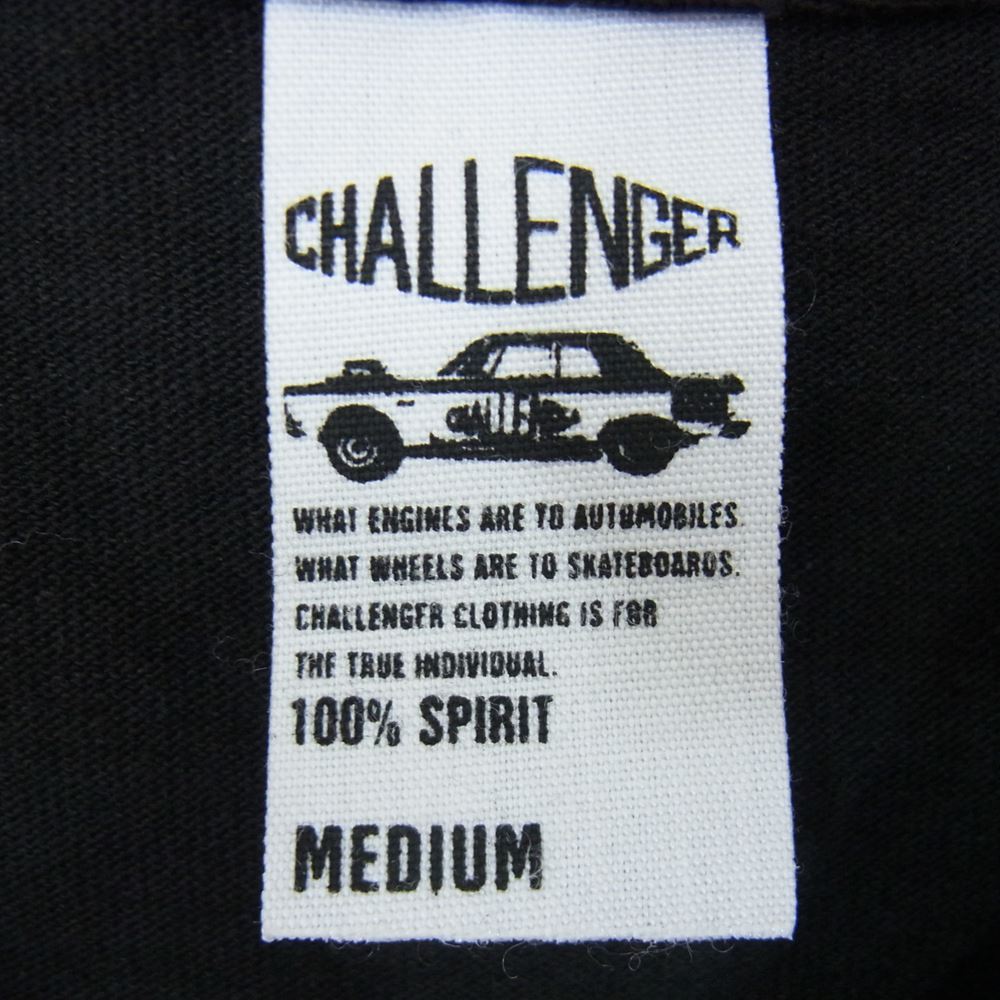 CHALLENGER
CHALLENGER
WHAT ENGINES ARE TO AUTOMOBILES.
WHAT WHEELS ARE TO SKATEBOARDS.
CHALLENGER CLOTHING IS FOR
THE TRUE INDIVIDUAL.
100% SPIRIT
MEDIUM